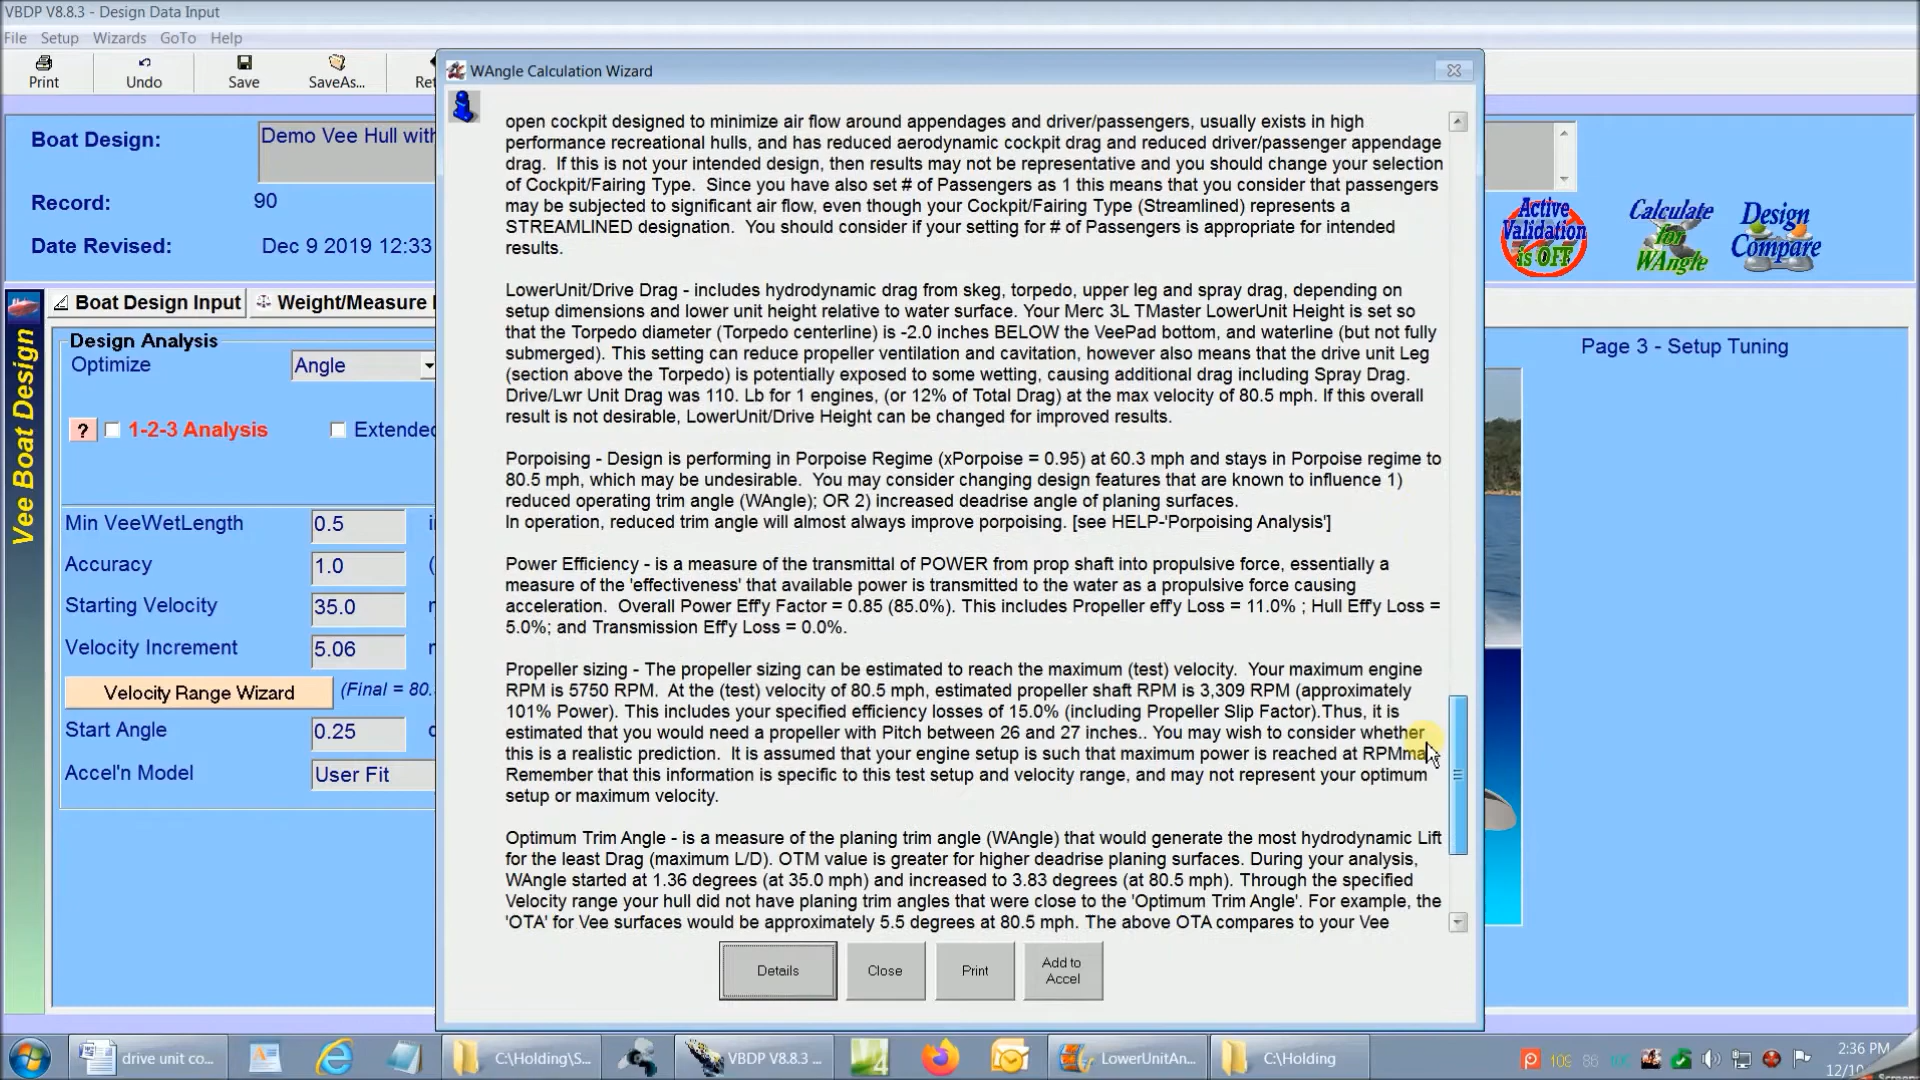 VBDP V8.8.3 - Design Data Input
File Setup Wizards GoTo Help
Print Undo Save SaveAs...
Boat Design: Demo Vee Hull with
Record: 90
Date Revised: Dec 9 2019 12:33
Boat Design Input Weight/Measure
Vee Boat Design
Design Analysis
Optimize Angle
? 1-2-3 Analysis Extended
Min VeeWetLength 0.5
Accuracy 1.0
Starting Velocity 35.0
Velocity Increment 5.06
Velocity Range Wizard (Final = 80.
Start Angle 0.25
Accel'n Model User Fit
WAngle Calculation Wizard
open cockpit designed to minimize air flow around appendages and driver/passengers, usually exists in high
performance recreational hulls, and has reduced aerodynamic cockpit drag and reduced driver/passenger appendage
drag. If this is not your intended design, then results may not be representative and you should change your selection
of Cockpit/Fairing Type. Since you have also set # of Passengers as 1 this means that you consider that passengers
may be subjected to significant air flow, even though your Cockpit/Fairing Type (Streamlined) represents a
STREAMLINED designation. You should consider if your setting for # of Passengers is appropriate for intended
results.
LowerUnit/Drive Drag - includes hydrodynamic drag from skeg, torpedo, upper leg and spray drag, depending on
setup dimensions and lower unit height relative to water surface. Your Merc 3L TMaster LowerUnit Height is set so
that the Torpedo diameter (Torpedo centerline) is -2.0 inches BELOW the VeePad bottom, and waterline (but not fully
submerged). This setting can reduce propeller ventilation and cavitation, however also means that the drive unit Leg
(section above the Torpedo) is potentially exposed to some wetting, causing additional drag including Spray Drag.
Drive/Lwr Unit Drag was 110. Lb for 1 engines, (or 12% of Total Drag) at the max velocity of 80.5 mph. If this overall
result is not desirable, LowerUnit/Drive Height can be changed for improved results.
Porpoising - Design is performing in Porpoise Regime (xPorpoise = 0.95) at 60.3 mph and stays in Porpoise regime to
80.5 mph, which may be undesirable. You may consider changing design features that are known to influence 1)
reduced operating trim angle (WAngle); OR 2) increased deadrise angle of planing surfaces.
In operation, reduced trim angle will almost always improve porpoising. [see HELP-'Porpoising Analysis']
Power Efficiency - is a measure of the transmittal of POWER from prop shaft into propulsive force, essentially a
measure of the 'effectiveness' that available power is transmitted to the water as a propulsive force causing
acceleration. Overall Power Eff'y Factor = 0.85 (85.0%). This includes Propeller eff'y Loss = 11.0% ; Hull Eff'y Loss =
5.0%; and Transmission Eff'y Loss = 0.0%.
Propeller sizing - The propeller sizing can be estimated to reach the maximum (test) velocity. Your maximum engine
RPM is 5750 RPM. At the (test) velocity of 80.5 mph, estimated propeller shaft RPM is 3,309 RPM (approximately
101% Power). This includes your specified efficiency losses of 15.0% (including Propeller Slip Factor).Thus, it is
estimated that you would need a propeller with Pitch between 26 and 27 inches.. You may wish to consider whether
this is a realistic prediction. It is assumed that your engine setup is such that maximum power is reached at RPMma
Remember that this information is specific to this test setup and velocity range, and may not represent your optimum
setup or maximum velocity.
Optimum Trim Angle - is a measure of the planing trim angle (WAngle) that would generate the most hydrodynamic Lift
for the least Drag (maximum L/D). OTM value is greater for higher deadrise planing surfaces. During your analysis,
WAngle started at 1.36 degrees (at 35.0 mph) and increased to 3.83 degrees (at 80.5 mph). Through the specified
Velocity range your hull did not have planing trim angles that were close to the 'Optimum Trim Angle'. For example, the
'OTA' for Vee surfaces would be approximately 5.5 degrees at 80.5 mph. The above OTA compares to your Vee
Details Close Print Add to
Accel
Active
Validation
is OFF
Calculate
for
WAngle
Design
Compare
Page 3 - Setup Tuning
drive unit co... C:\Holding\S... VBDP V8.8.3 ... LowerUnitAn... C:\Holding
2:36 PM